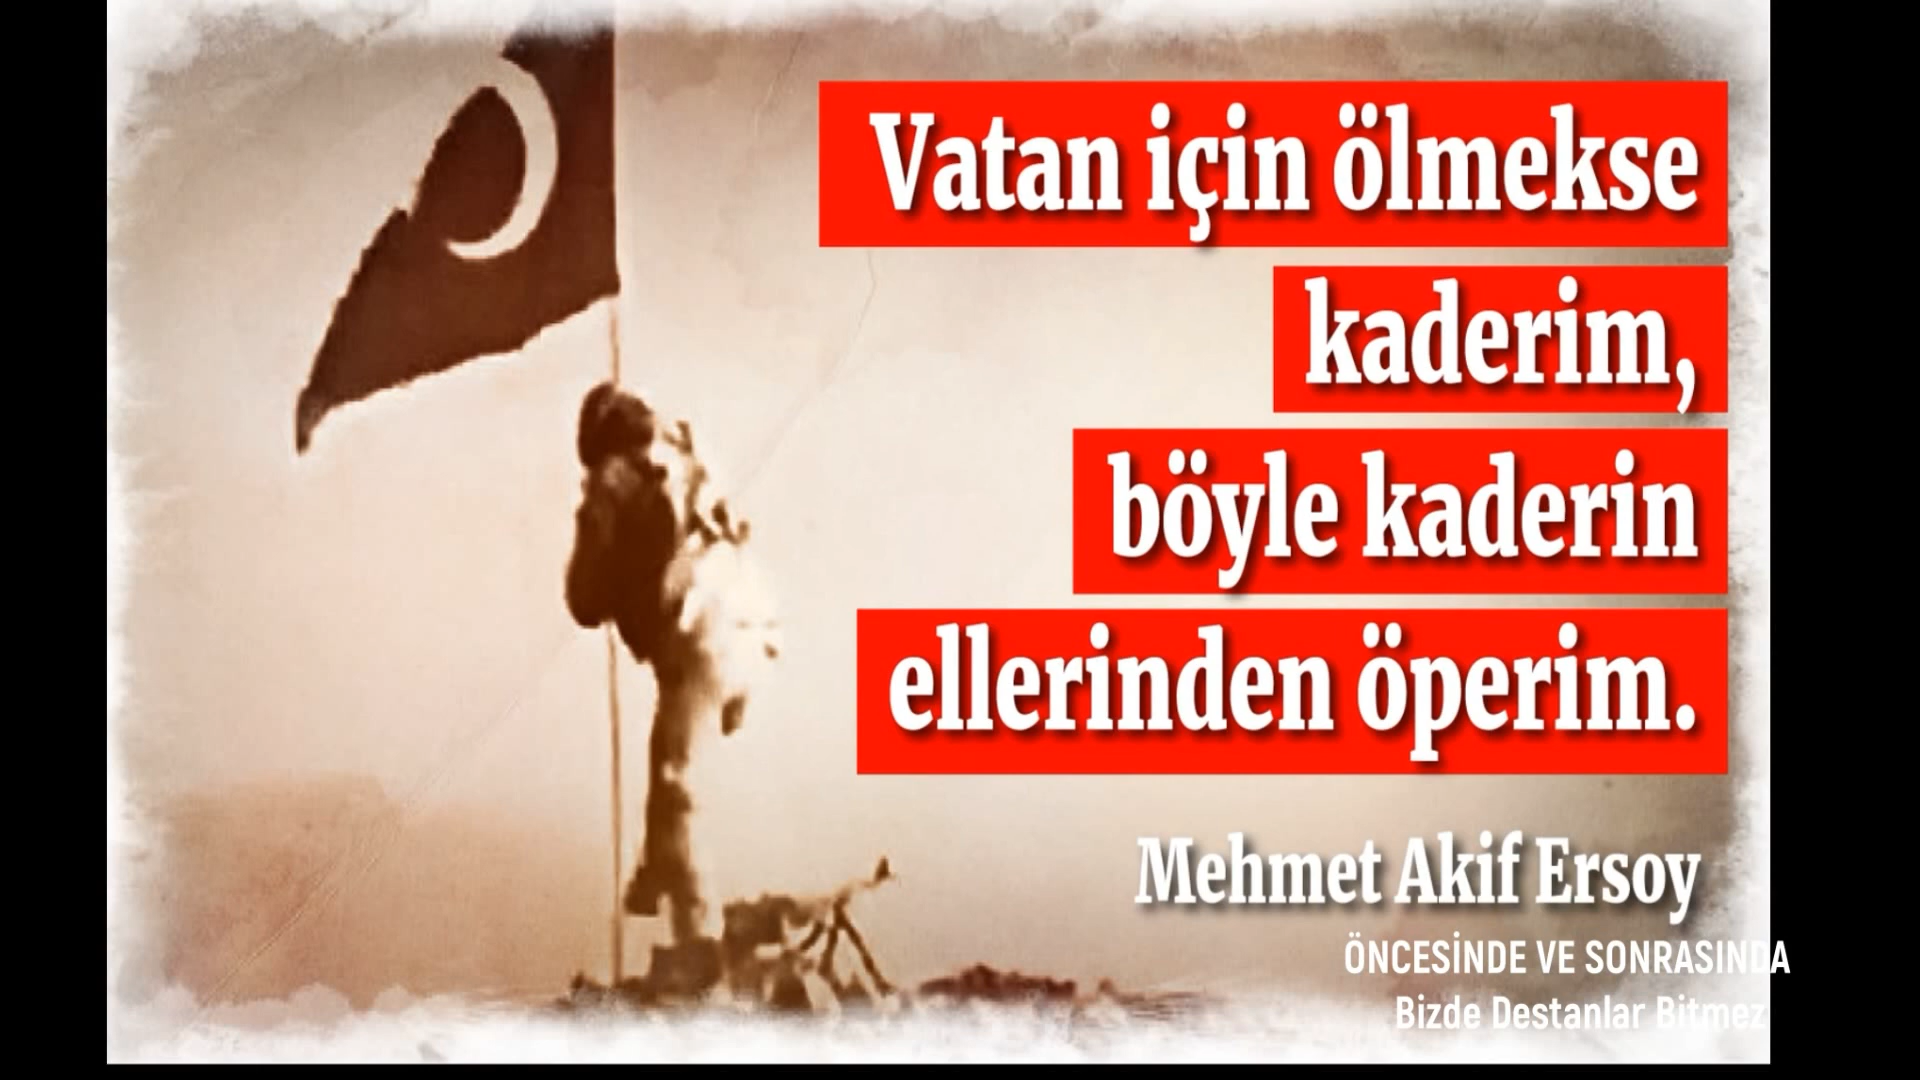 Vatan için ölmekse
kaderim,
böyle kaderin
ellerinden öperim.
Mehmet Akif Ersoy
ÖNCESİNDE VE SONRASINDA
Bizde Destanlar Bitmez